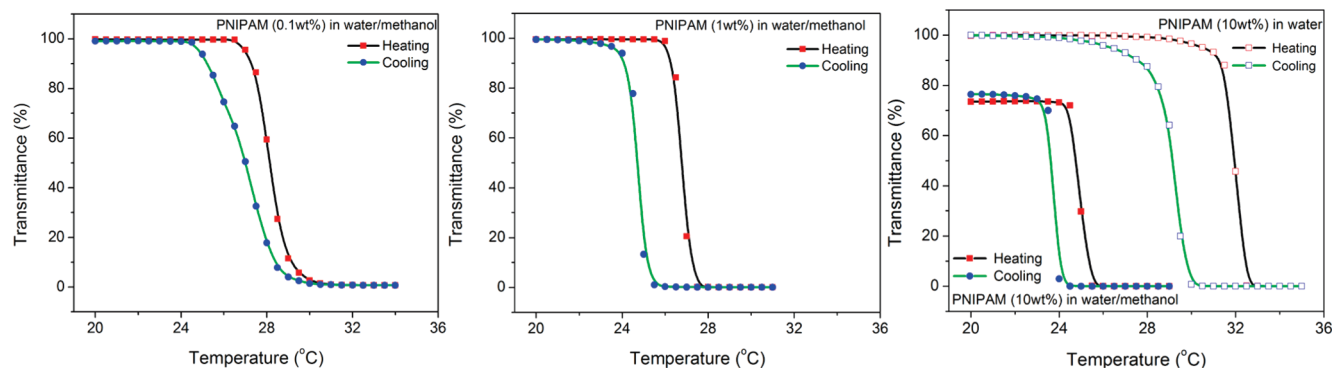 PNIPAM (0.1wt%) in water/methanol
Heating
Cooling
100
80
60
40
20
0
Transmittance (%)
20 24 28 32 36
Temperature (°C)
PNIPAM (1wt%) in water/methanol
Heating
Cooling
100
80
60
40
20
0
Transmittance (%)
20 24 28 32 36
Temperature (°C)
PNIPAM (10wt%) in water
Heating
Cooling
100
80
60
40
20
0
Transmittance (%)
Heating
Cooling
PNIPAM (10wt%) in water/methanol
20 24 28 32 36
Temperature (°C)